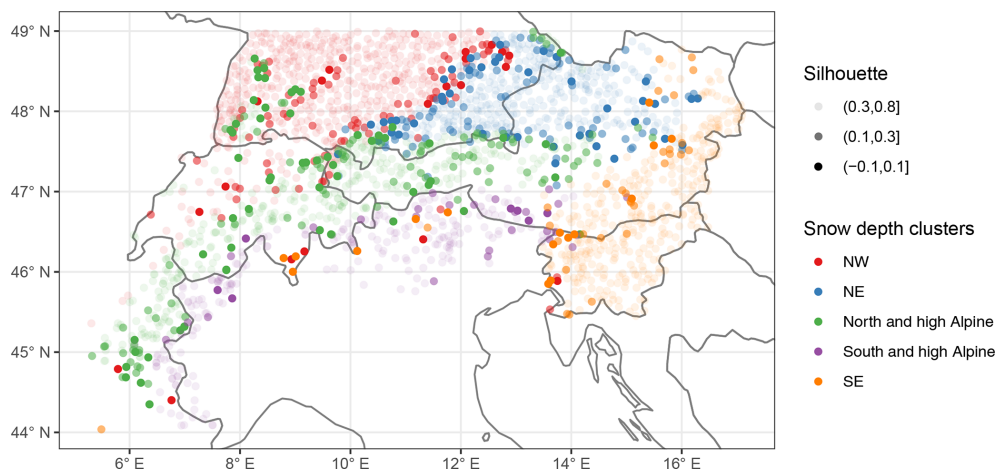 49° N
48° N
47° N
46° N
45° N
44° N
6° E
8° E
10° E
12° E
14° E
16° E
Silhouette
(0.3,0.8]
(0.1,0.3]
(−0.1,0.1]
Snow depth clusters
NW
NE
North and high Alpine
South and high Alpine
SE